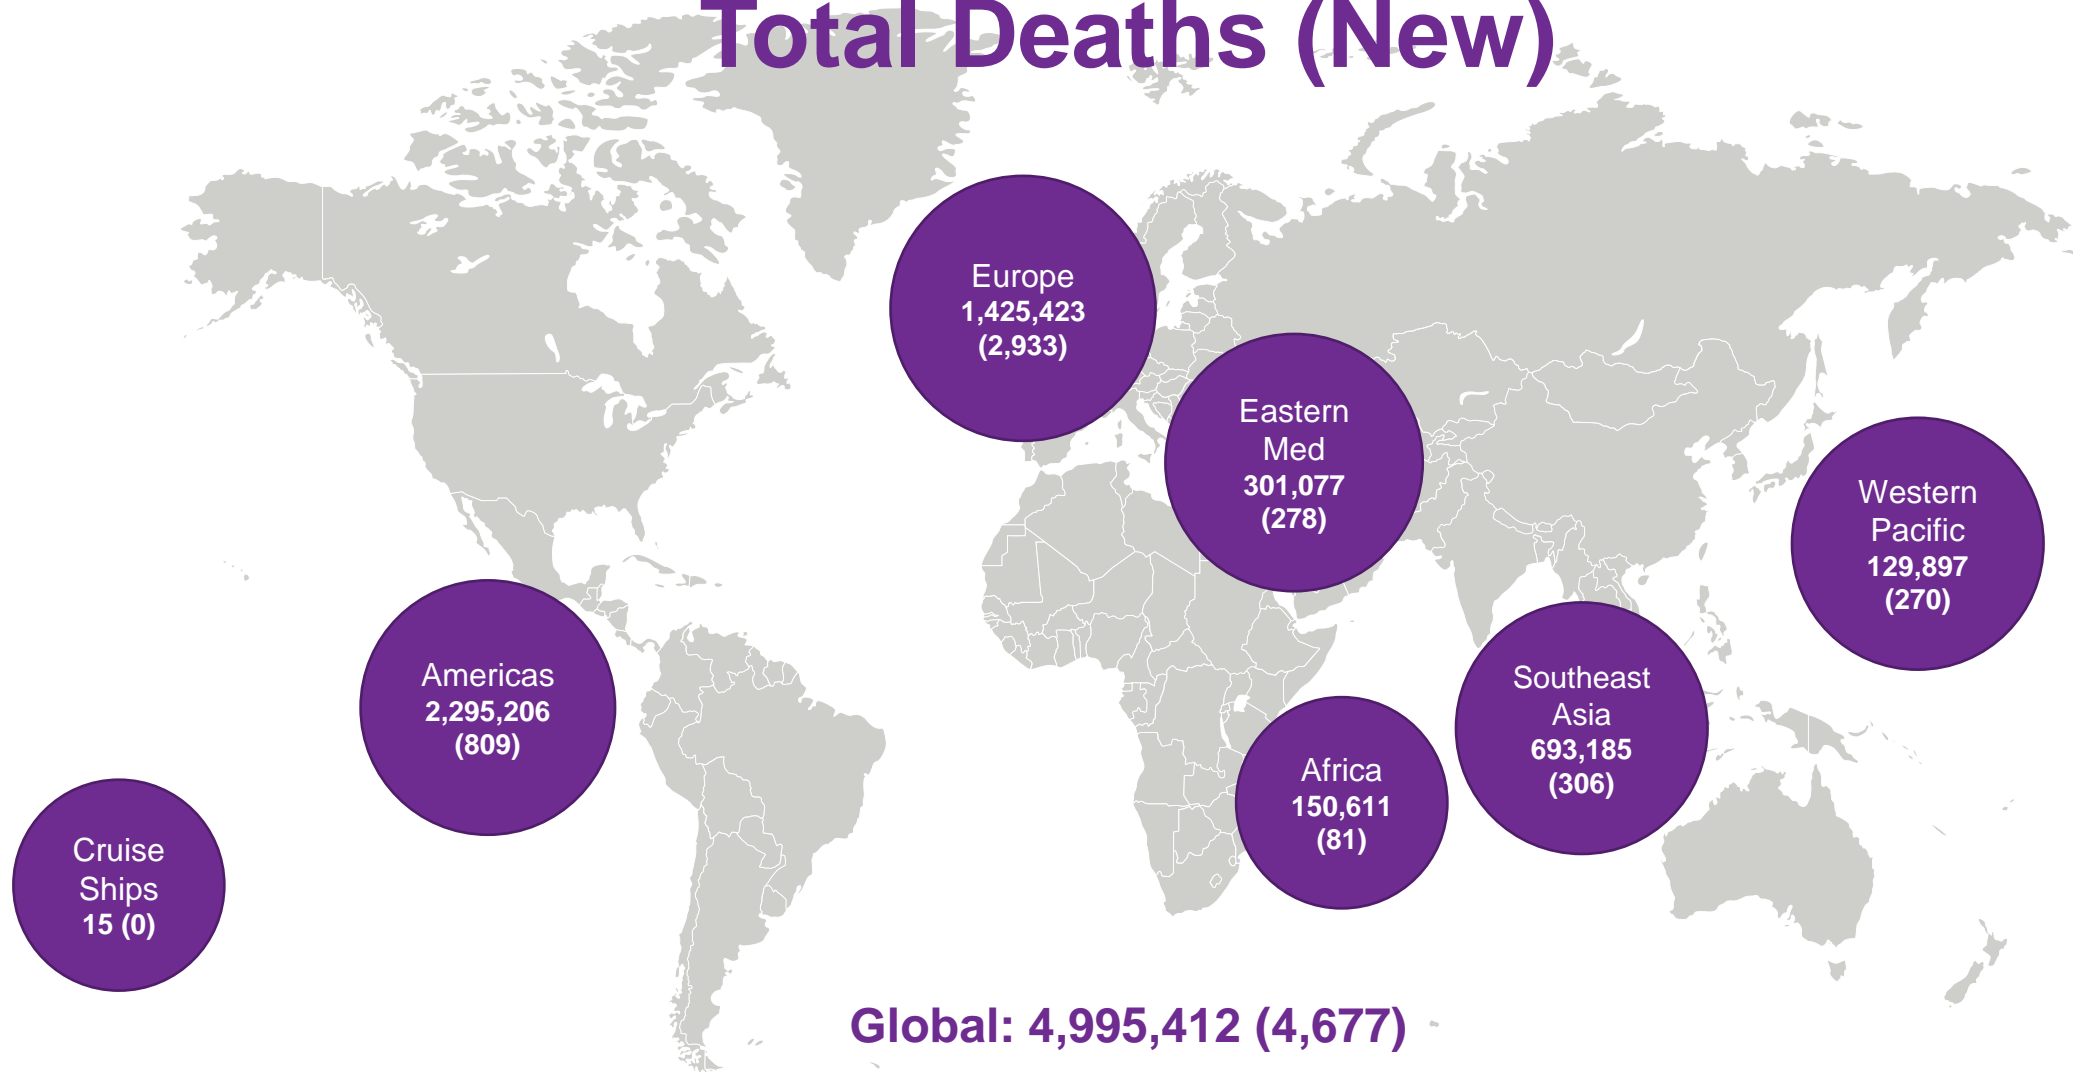 Total Deaths (New)
Europe
1,425,423
(2,933)
Eastern
Med
301,077
(278)
Western
Pacific
129,897
(270)
Americas
2,295,206
(809)
Southeast
Asia
693,185
(306)
Africa
150,611
(81)
Cruise
Ships
15 (0)
Global: 4,995,412 (4,677)